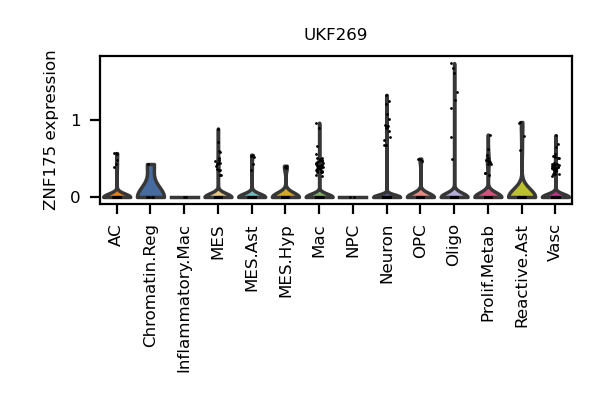 UKF269
ZNF175 expression
1
0
AC
Chromatin.Reg
Inflammatory.Mac
MES
MES.Ast
MES.Hyp
Mac
NPC
Neuron
OPC
Oligo
Prolif.Metab
Reactive.Ast
Vasc